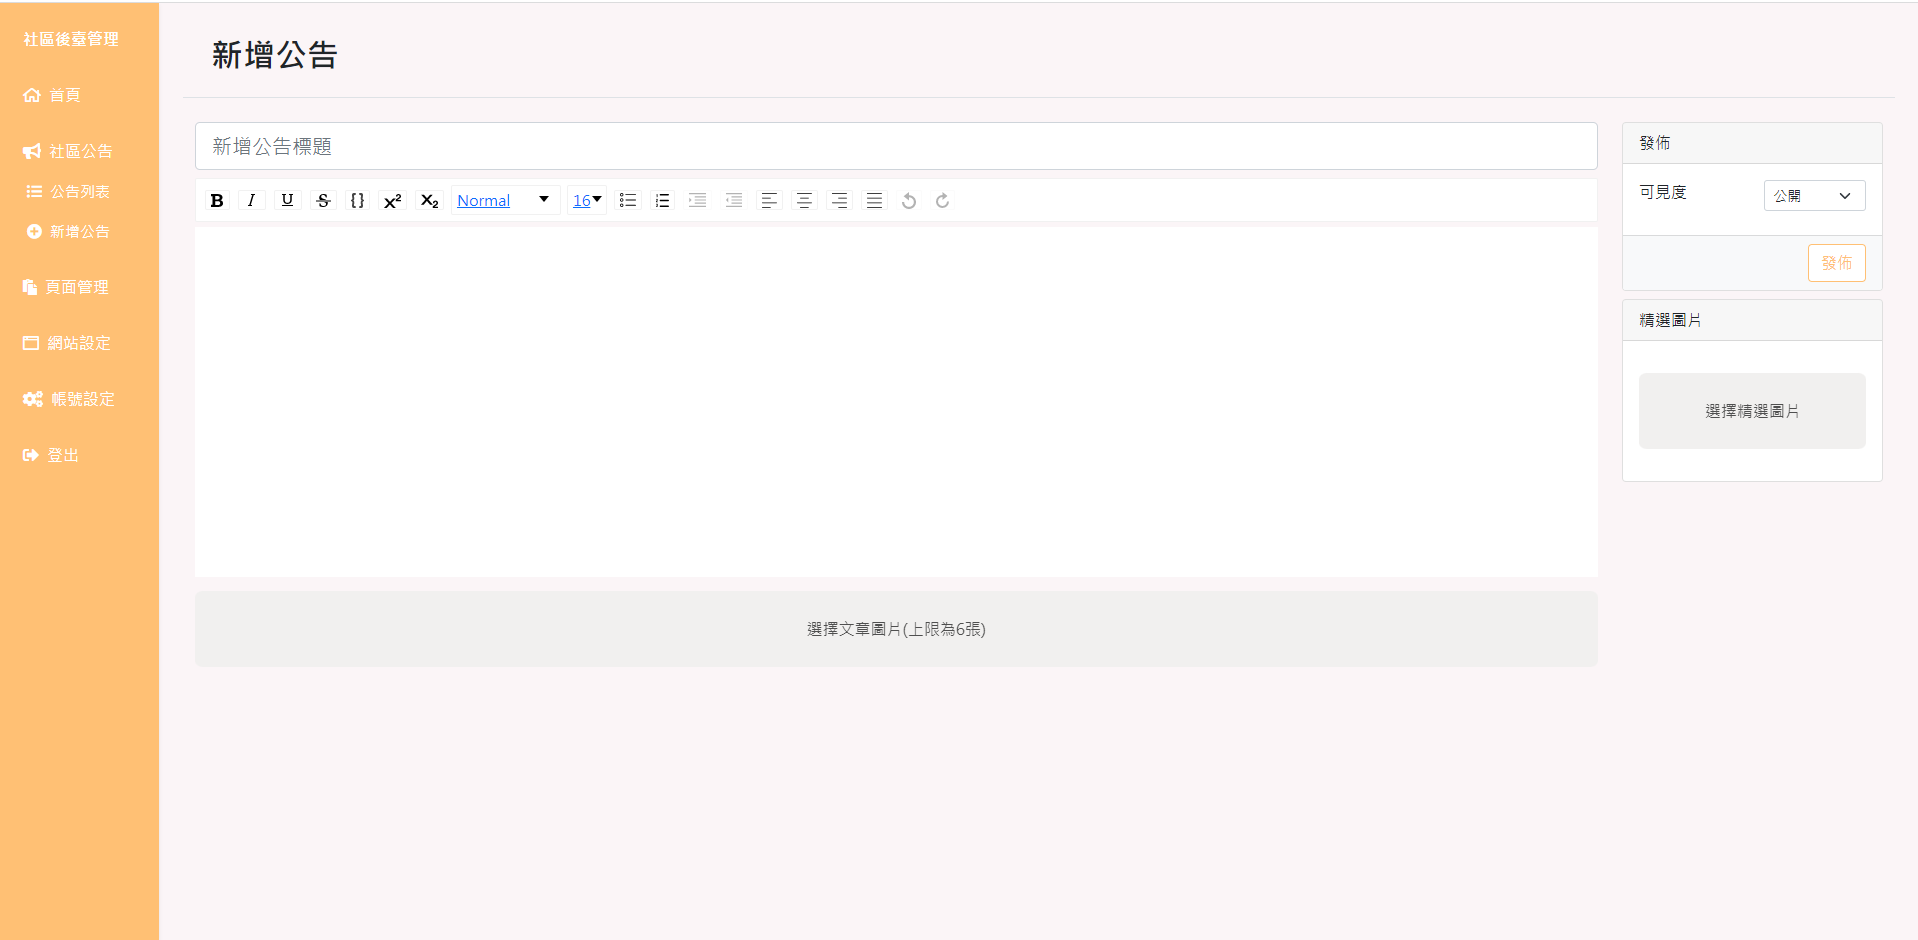 社區後臺管理
首頁
社區公告
公告列表
新增公告
頁面管理
網站設定
帳號設定
登出
新增公告
新增公告標題
B I U S {} x² x₂ Normal 16
選擇文章圖片(上限為6張)
發佈
可見度 公開
發佈
精選圖片
選擇精選圖片